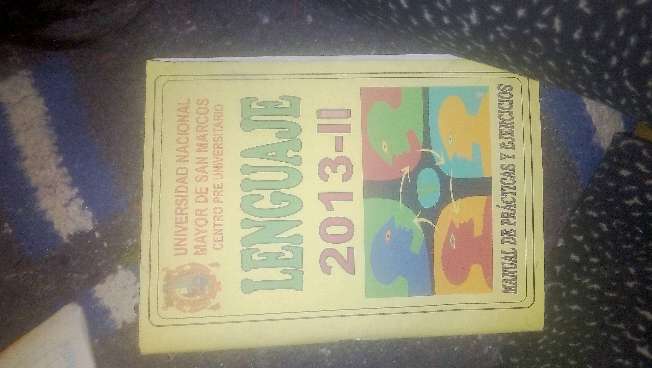 UNIVERSIDAD NACIONAL
MAYOR DE SAN MARCOS
CENTRO PRE UNIVERSITARIO
LENGUAJE
2013-II
MANUAL DE PRÁCTICAS Y EJERCICIOS